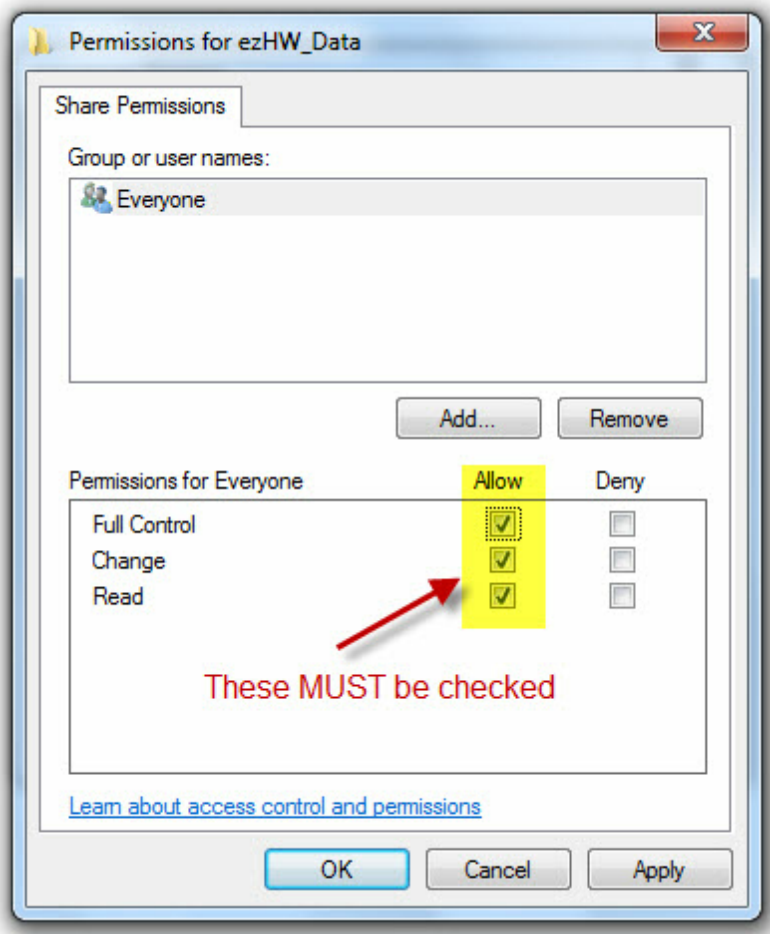 Permissions for ezHW_Data
Share Permissions
Group or user names:
Everyone
Add...
Remove
Permissions for Everyone
Allow
Deny
Full Control
Change
Read
These MUST be checked
Learn about access control and permissions
OK
Cancel
Apply